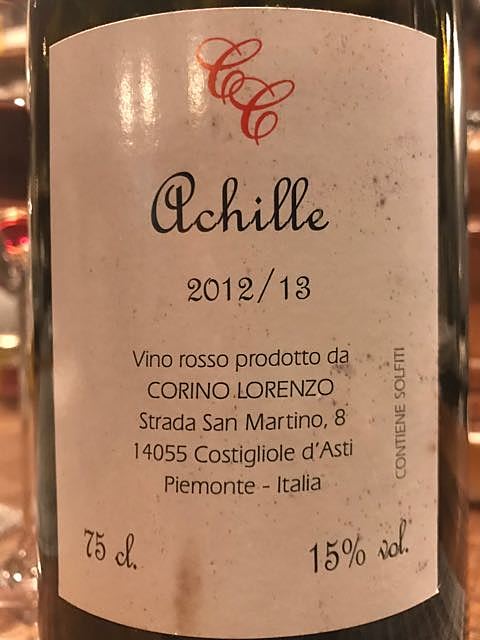 CC
Achille
2012/13
Vino rosso prodotto da
CORINO LORENZO
Strada San Martino, 8
14055 Costigliole d'Asti
Piemonte - Italia
CONTIENE SOLFITI
75 cl.
15% vol.